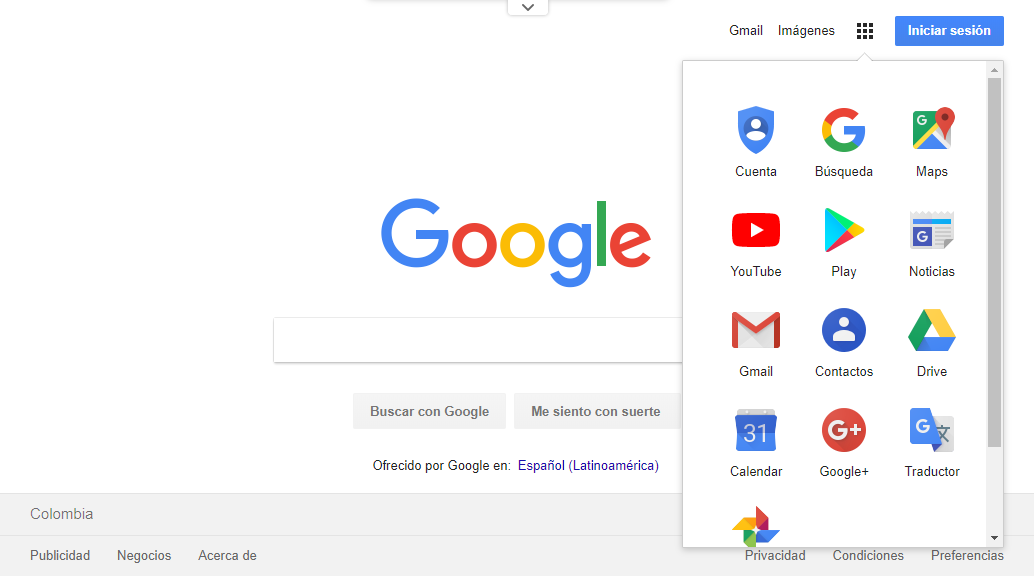 Gmail Imágenes Iniciar sesión
Cuenta Búsqueda Maps
YouTube Play Noticias
Gmail Contactos Drive
31
Calendar Google+ Traductor
Google
Buscar con Google Me siento con suerte
Ofrecido por Google en: Español (Latinoamérica)
Colombia
Publicidad Negocios Acerca de Privacidad Condiciones Preferencias